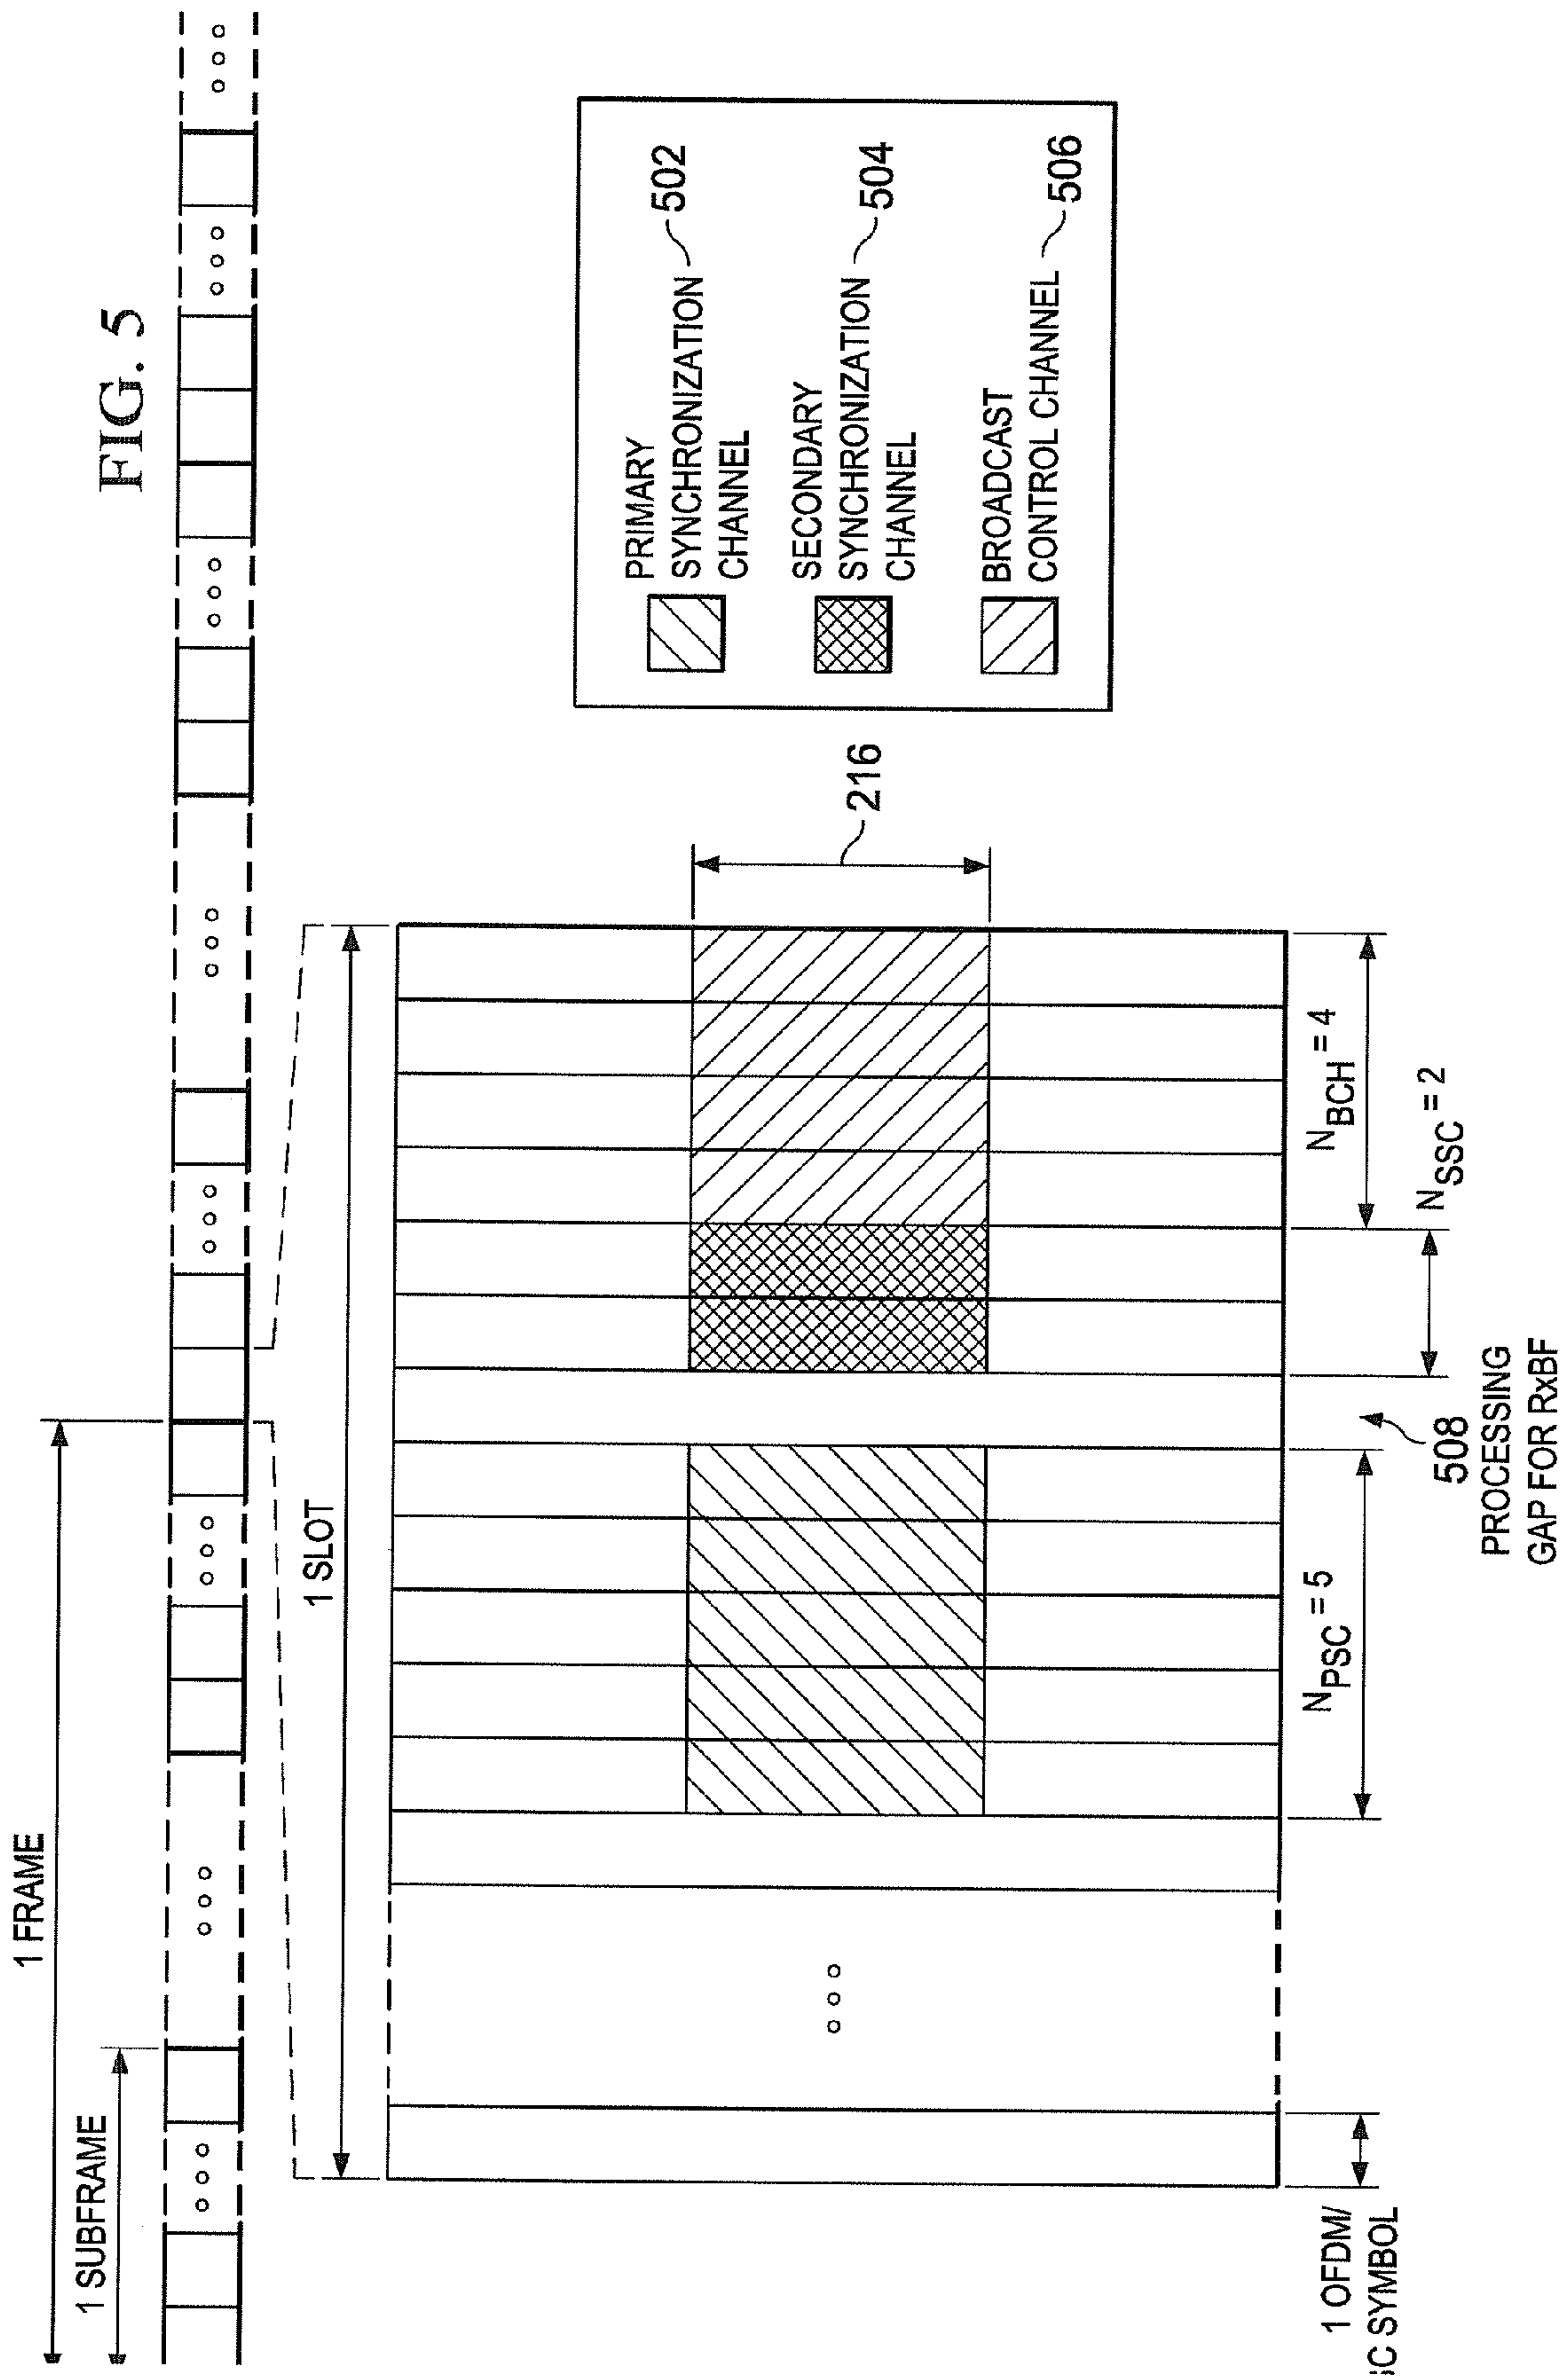 FIG. 5
1 FRAME
1 SUBFRAME
1 SLOT
PRIMARY
SYNCHRONIZATION 502
CHANNEL
SECONDARY
SYNCHRONIZATION 504
CHANNEL
BROADCAST
CONTROL CHANNEL 506
216
1 OFDM/
SYMBOL
N_PSC = 5
508
PROCESSING
GAP FOR RxBF
N_SSC = 2
N_BCH = 4